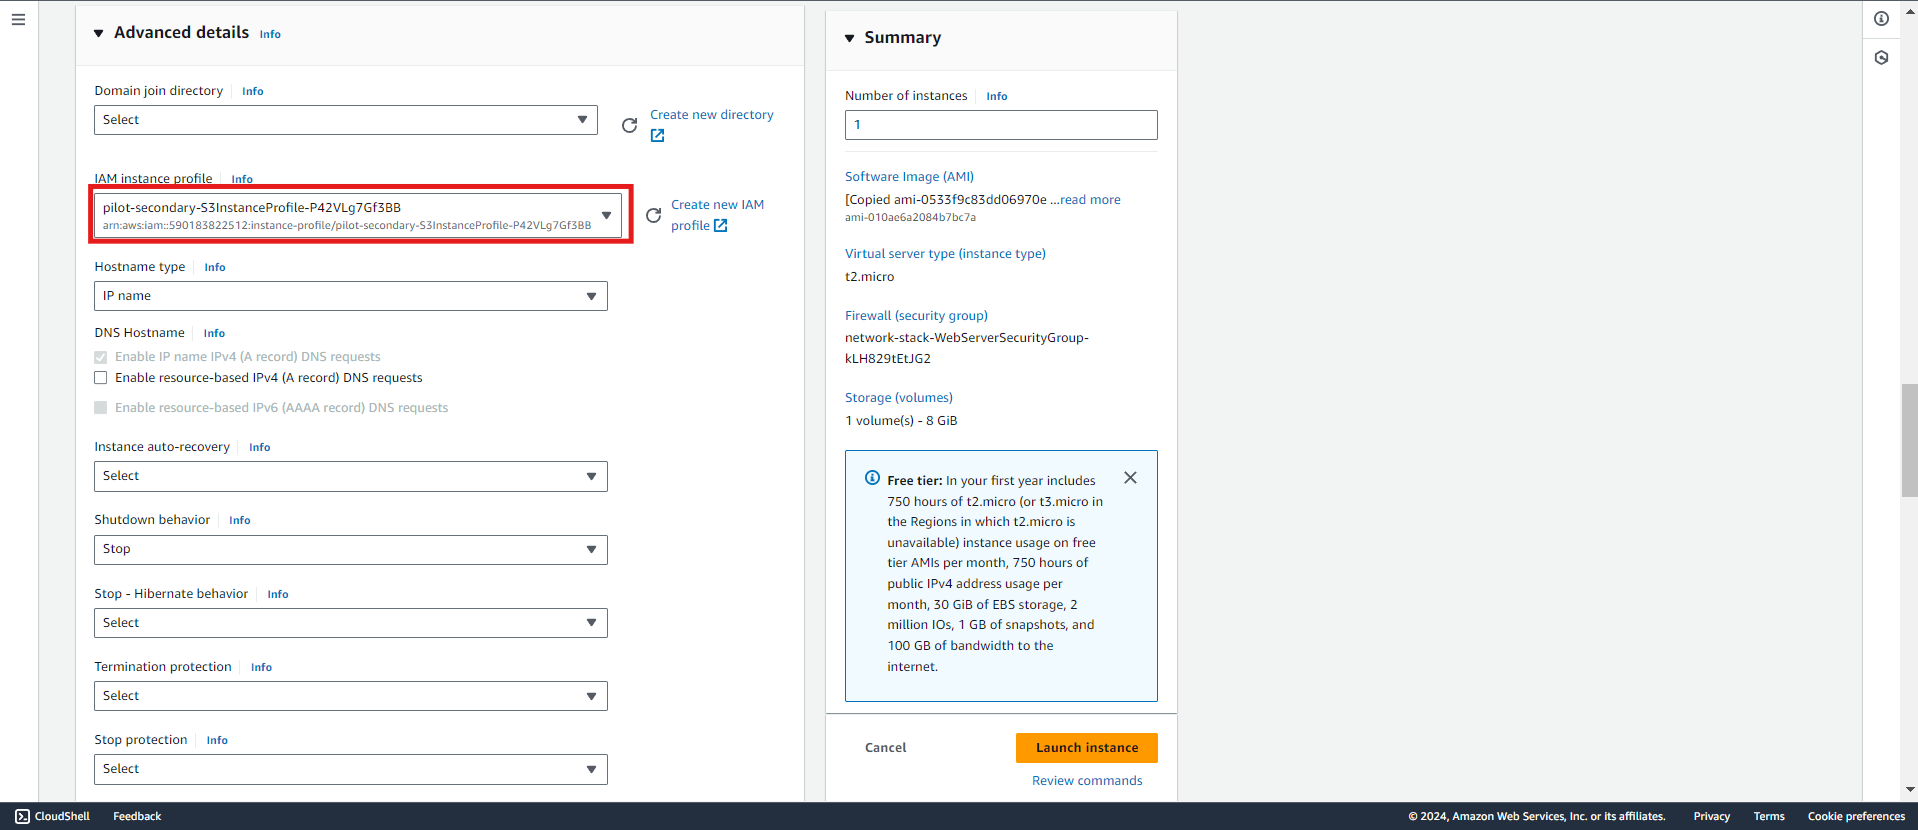 Advanced details Info
Domain join directory Info
Select
Create new directory
IAM instance profile Info
pilot-secondary-S3InstanceProfile-P42VLg7Gf3BB
arn:aws:iam::590183822512:instance-profile/pilot-secondary-S3InstanceProfile-P42VLg7Gf3BB
Create new IAM
profile
Hostname type Info
IP name
DNS Hostname Info
Enable IP name IPv4 (A record) DNS requests
Enable resource-based IPv4 (A record) DNS requests
Enable resource-based IPv6 (AAAA record) DNS requests
Instance auto-recovery Info
Select
Shutdown behavior Info
Stop
Stop - Hibernate behavior Info
Select
Termination protection Info
Select
Stop protection Info
Select
Summary
Number of instances Info
1
Software Image (AMI)
[Copied ami-0533f9c83dd06970e ...read more
ami-010ae6a2084b7bc7a
Virtual server type (instance type)
t2.micro
Firewall (security group)
network-stack-WebServerSecurityGroup-
kLH829tEtJG2
Storage (volumes)
1 volume(s) - 8 GiB
Free tier: In your first year includes
750 hours of t2.micro (or t3.micro in
the Regions in which t2.micro is
unavailable) instance usage on free
tier AMIs per month, 750 hours of
public IPv4 address usage per
month, 30 GiB of EBS storage, 2
million IOs, 1 GB of snapshots, and
100 GB of bandwidth to the
internet.
Cancel
Launch instance
Review commands
CloudShell
Feedback
© 2024, Amazon Web Services, Inc. or its affiliates.
Privacy
Terms
Cookie preferences